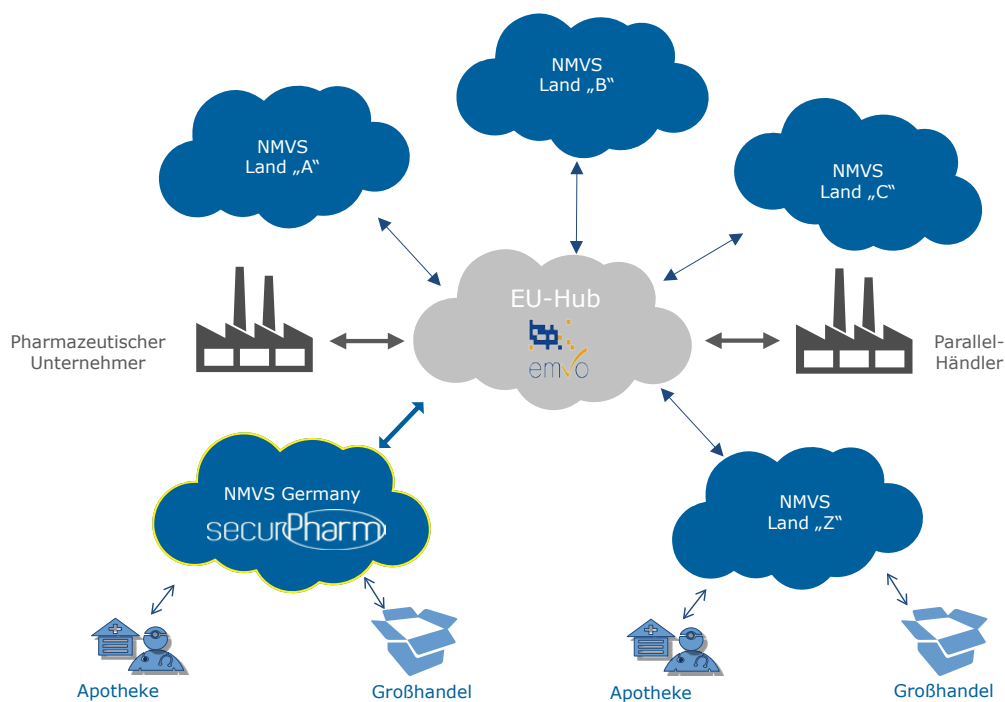 NMVS
Land „B“
NMVS
Land „A“
NMVS
Land „C“
EU-Hub
emvo
Pharmazeutischer
Unternehmer
Parallel-
Händler
NMVS Germany
securPharm
NMVS
Land „Z“
Apotheke
Großhandel
Apotheke
Großhandel